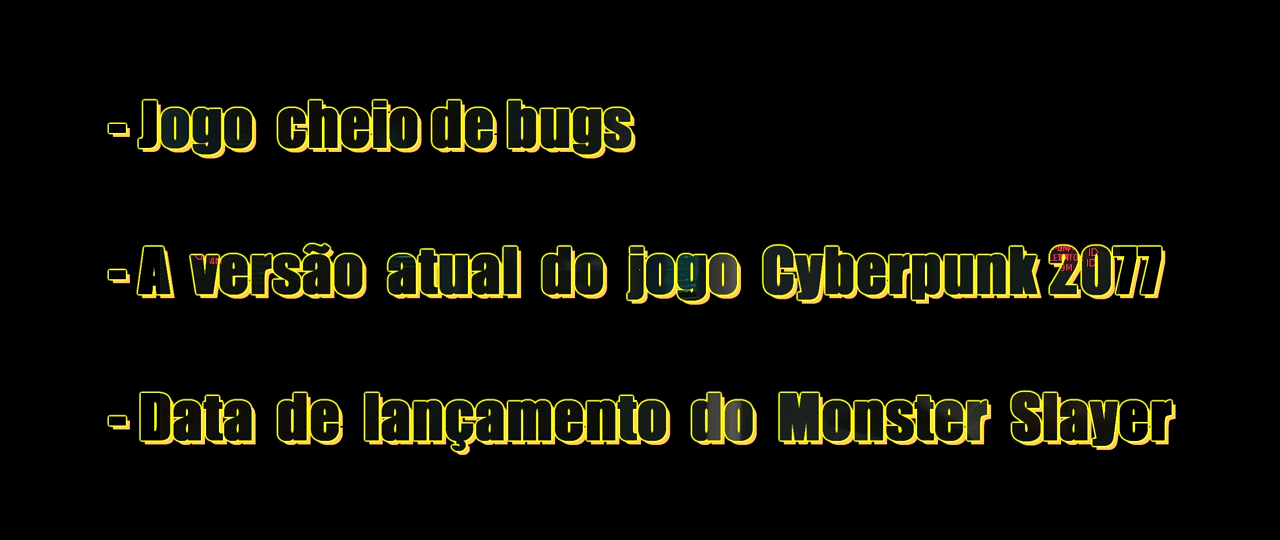 - Jogo cheio de bugs
- A versão atual do jogo Cyberpunk 2077
- Data de lançamento do Monster Slayer